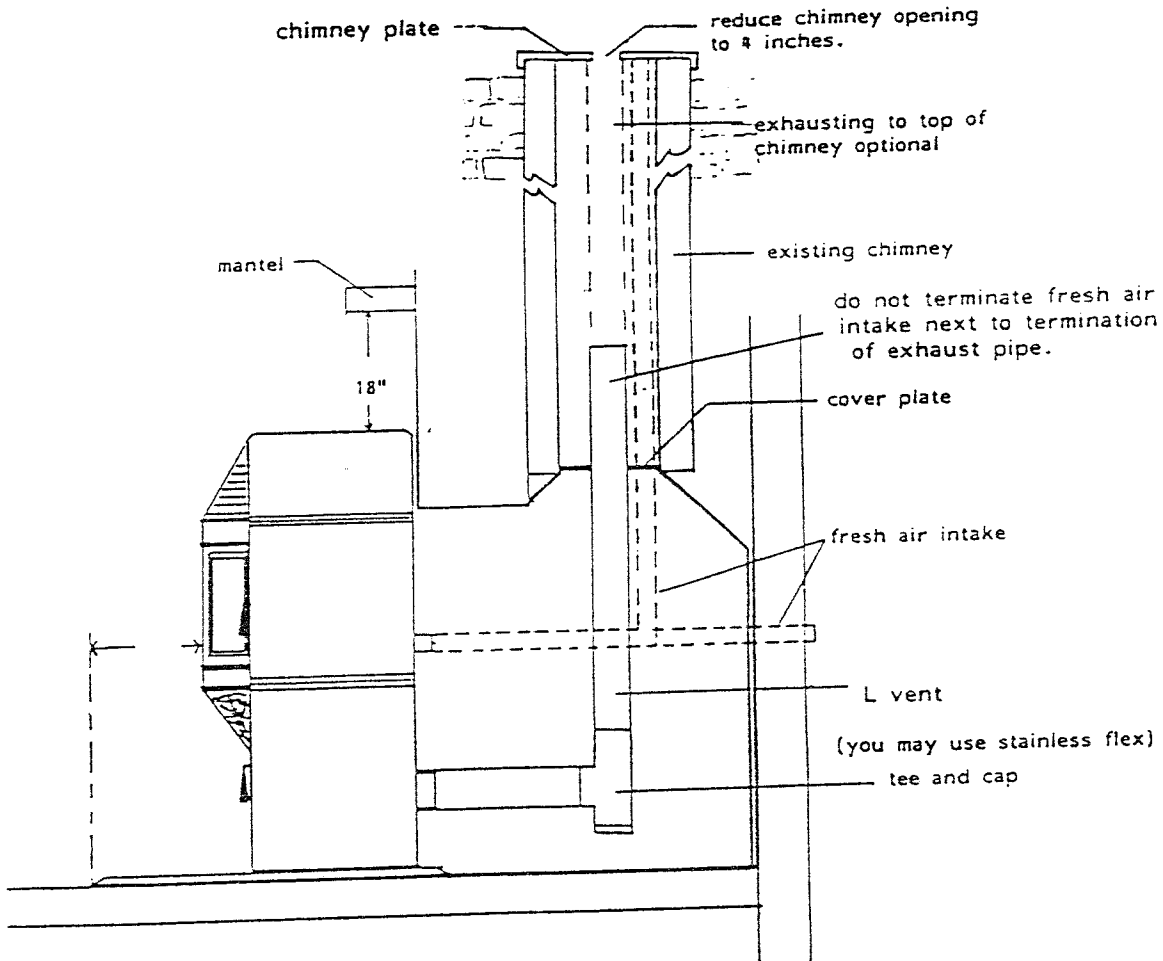 chimney plate
reduce chimney opening
to 4 inches.
exhausting to top of
chimney optional
existing chimney
mantel
do not terminate fresh air
intake next to termination
of exhaust pipe.
18"
cover plate
fresh air intake
L vent
(you may use stainless flex)
tee and cap